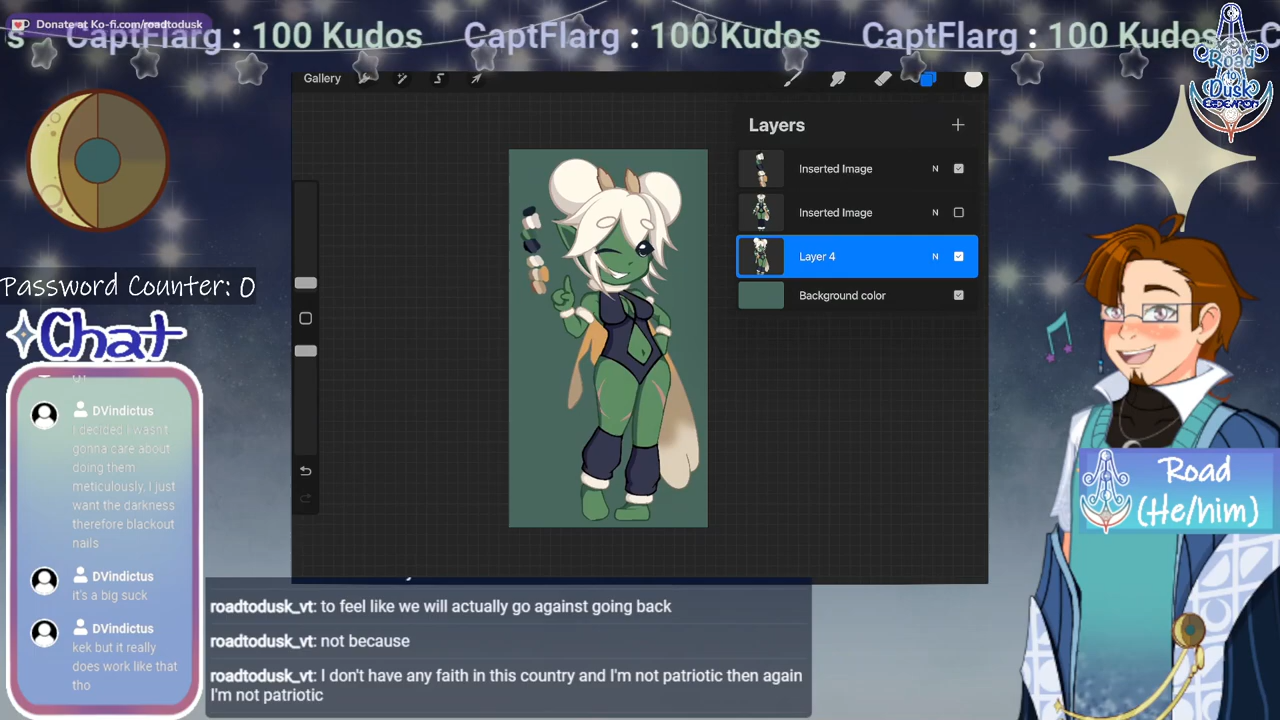 Donate at Ko-fi.com/roadtodusk
s CaptFlarg : 100 Kudos CaptFlarg : 100 Kudos CaptFlarg : 100 Kudos C
Road
to
Dusk
Gallery
Layers
Inserted Image N
Inserted Image N
Layer 4 N
Background color
Password Counter: 0
Chat
DVindictus
I decided I wasn't
gonna care about
doing them
meticulously, I just
want the darkness
therefore blackout
nails
DVindictus
it's a big suck
DVindictus
kek but it really
does work like that
tho
roadtodusk_vt: to feel like we will actually go against going back
roadtodusk_vt: not because
roadtodusk_vt: I don't have any faith in this country and I'm not patriotic then again
I'm not patriotic
Road
(He/him)